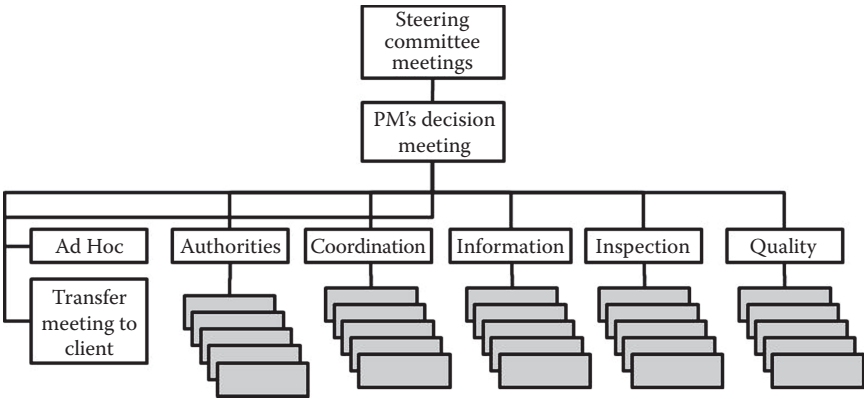 Steering
committee
meetings
PM's decision
meeting
Ad Hoc
Authorities
Coordination
Information
Inspection
Quality
Transfer
meeting to
client